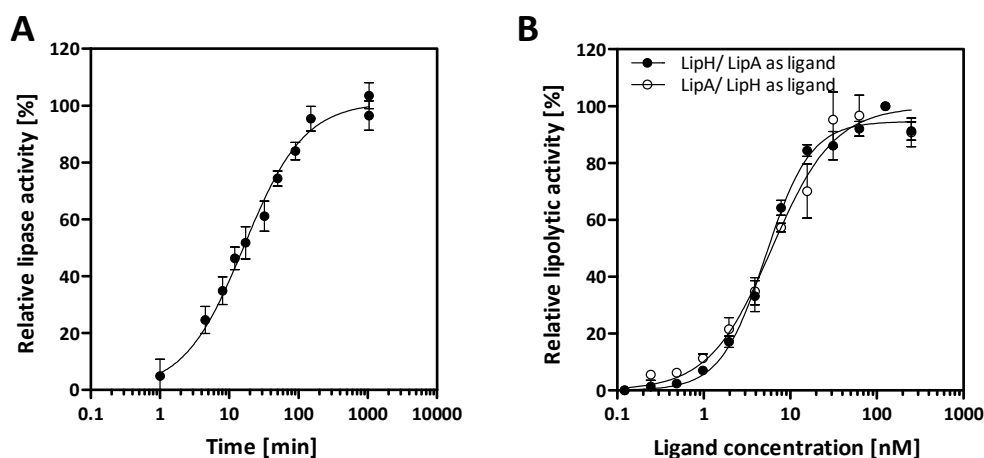 A
Relative lipase activity [%]
120
100
80
60
40
20
0
0.1 1 10 100 1000 10000
Time [min]
B
LipH/ LipA as ligand
LipA/ LipH as ligand
Relative lipolytic activity [%]
120
100
80
60
40
20
0
0.1 1 10 100 1000
Ligand concentration [nM]